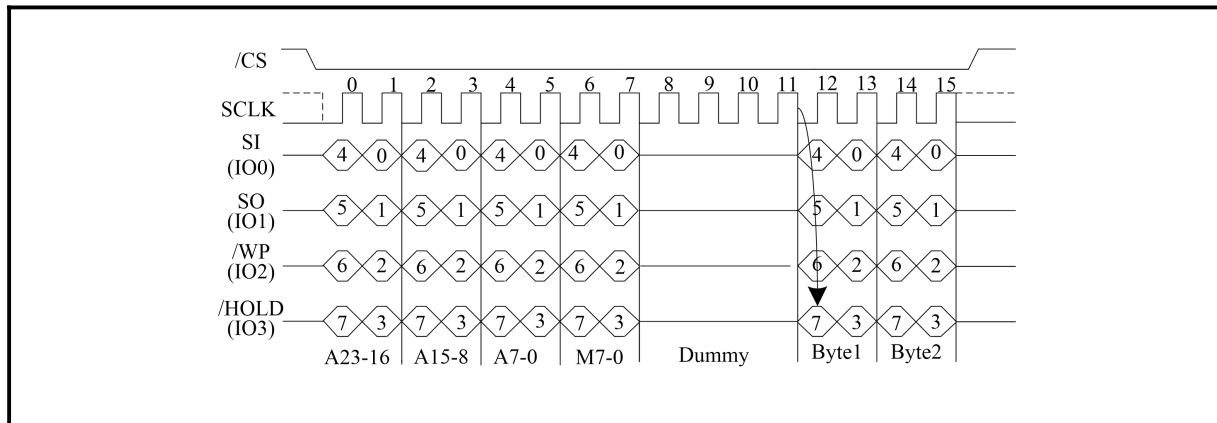 /CS
0 1 2 3 4 5 6 7 8 9 10 11 12 13 14 15
SCLK
SI
(IO0)
4 0 4 0 4 0 4 0 4 0 4 0
SO
(IO1)
5 1 5 1 5 1 5 1 5 1 5 1
/WP
(IO2)
6 2 6 2 6 2 6 2 6 2 6 2
/HOLD
(IO3)
7 3 7 3 7 3 7 3 7 3 7 3
A23-16 A15-8 A7-0 M7-0 Dummy Byte1 Byte2